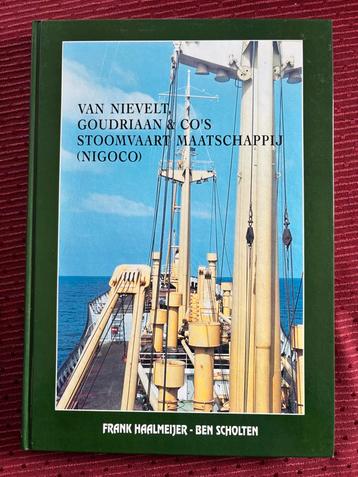 VAN NIEVELT,
GOUDRIAAN & CO'S
STOOMVAART MAATSCHAPPIJ
(NIGOCO)
FRANK HAALMEIJER - BEN SCHOLTEN